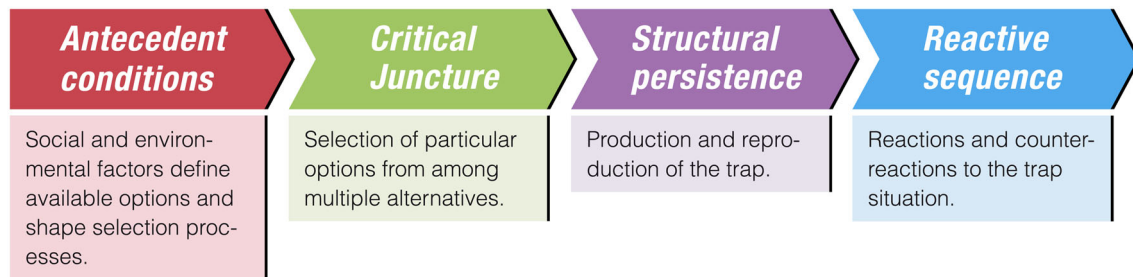 Antecedent
conditions
Social and environ-
mental factors define
available options and
shape selection proc-
esses.
Critical
Juncture
Selection of particular
options from among
multiple alternatives.
Structural
persistence
Production and repro-
duction of the trap.
Reactive
sequence
Reactions and counter-
reactions to the trap
situation.